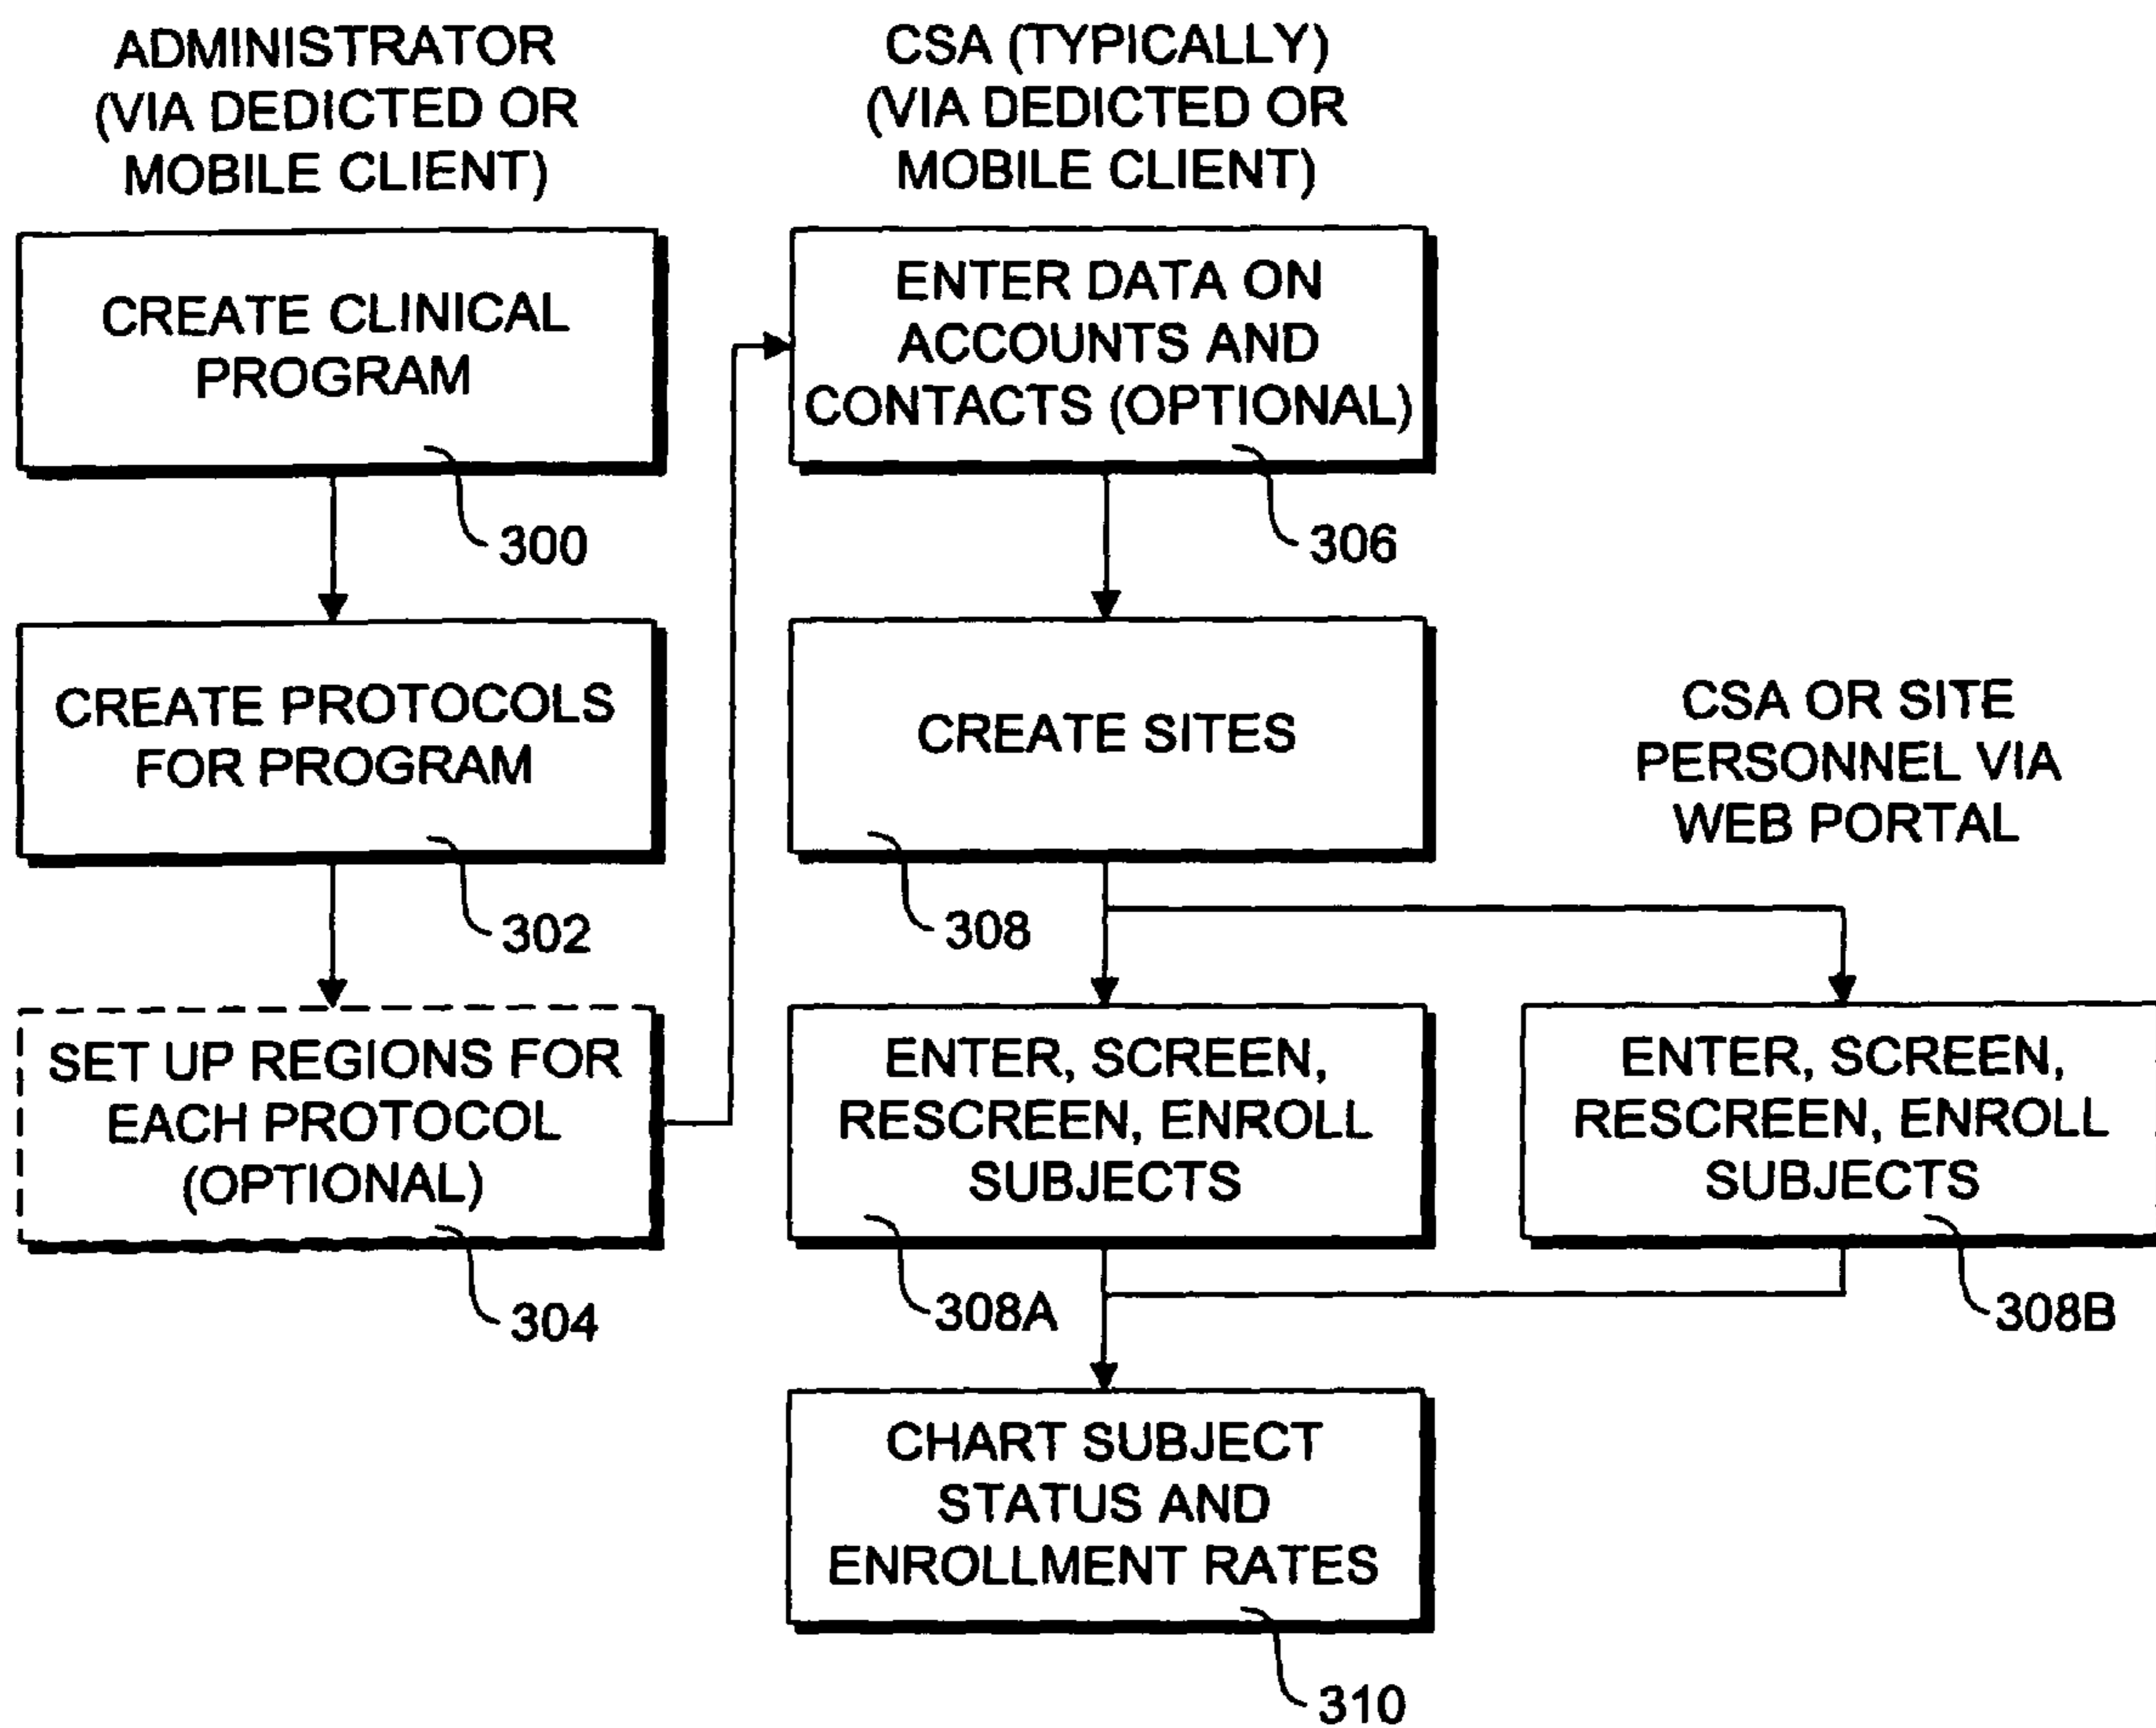 ADMINISTRATOR
(VIA DEDICTED OR
MOBILE CLIENT)
CREATE CLINICAL
PROGRAM
300
CREATE PROTOCOLS
FOR PROGRAM
302
SET UP REGIONS FOR
EACH PROTOCOL
(OPTIONAL)
304
CSA (TYPICALLY)
(VIA DEDICTED OR
MOBILE CLIENT)
ENTER DATA ON
ACCOUNTS AND
CONTACTS (OPTIONAL)
306
CREATE SITES
308
ENTER, SCREEN,
RESCREEN, ENROLL
SUBJECTS
308A
CSA OR SITE
PERSONNEL VIA
WEB PORTAL
ENTER, SCREEN,
RESCREEN, ENROLL
SUBJECTS
308B
CHART SUBJECT
STATUS AND
ENROLLMENT RATES
310